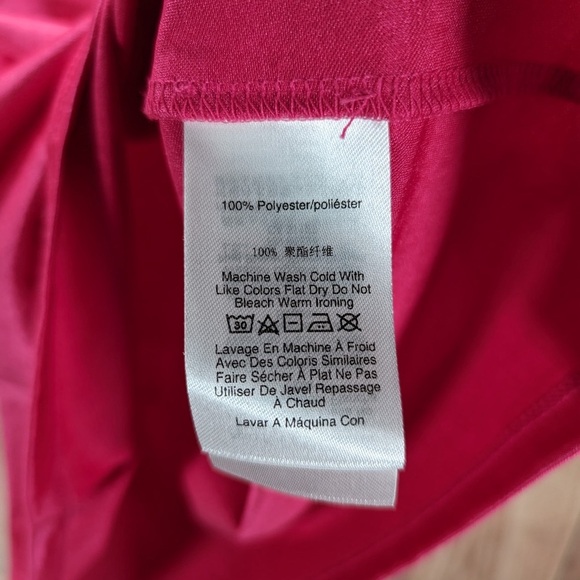 100% Polyester/poliéster
100% 聚酯纤维
Machine Wash Cold With
Like Colors Flat Dry Do Not
Bleach Warm Ironing
30
Lavage En Machine À Froid
Avec Des Coloris Similaires
Faire Sécher À Plat Ne Pas
Utiliser De Javel Repassage
À Chaud
Lavar A Máquina Con